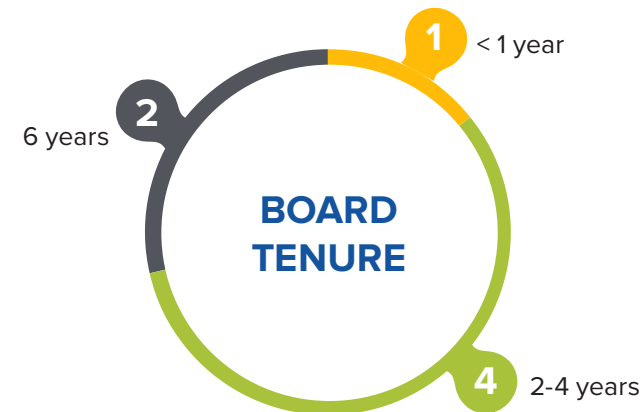 1
< 1 year
2
6 years
BOARD
TENURE
4
2-4 years